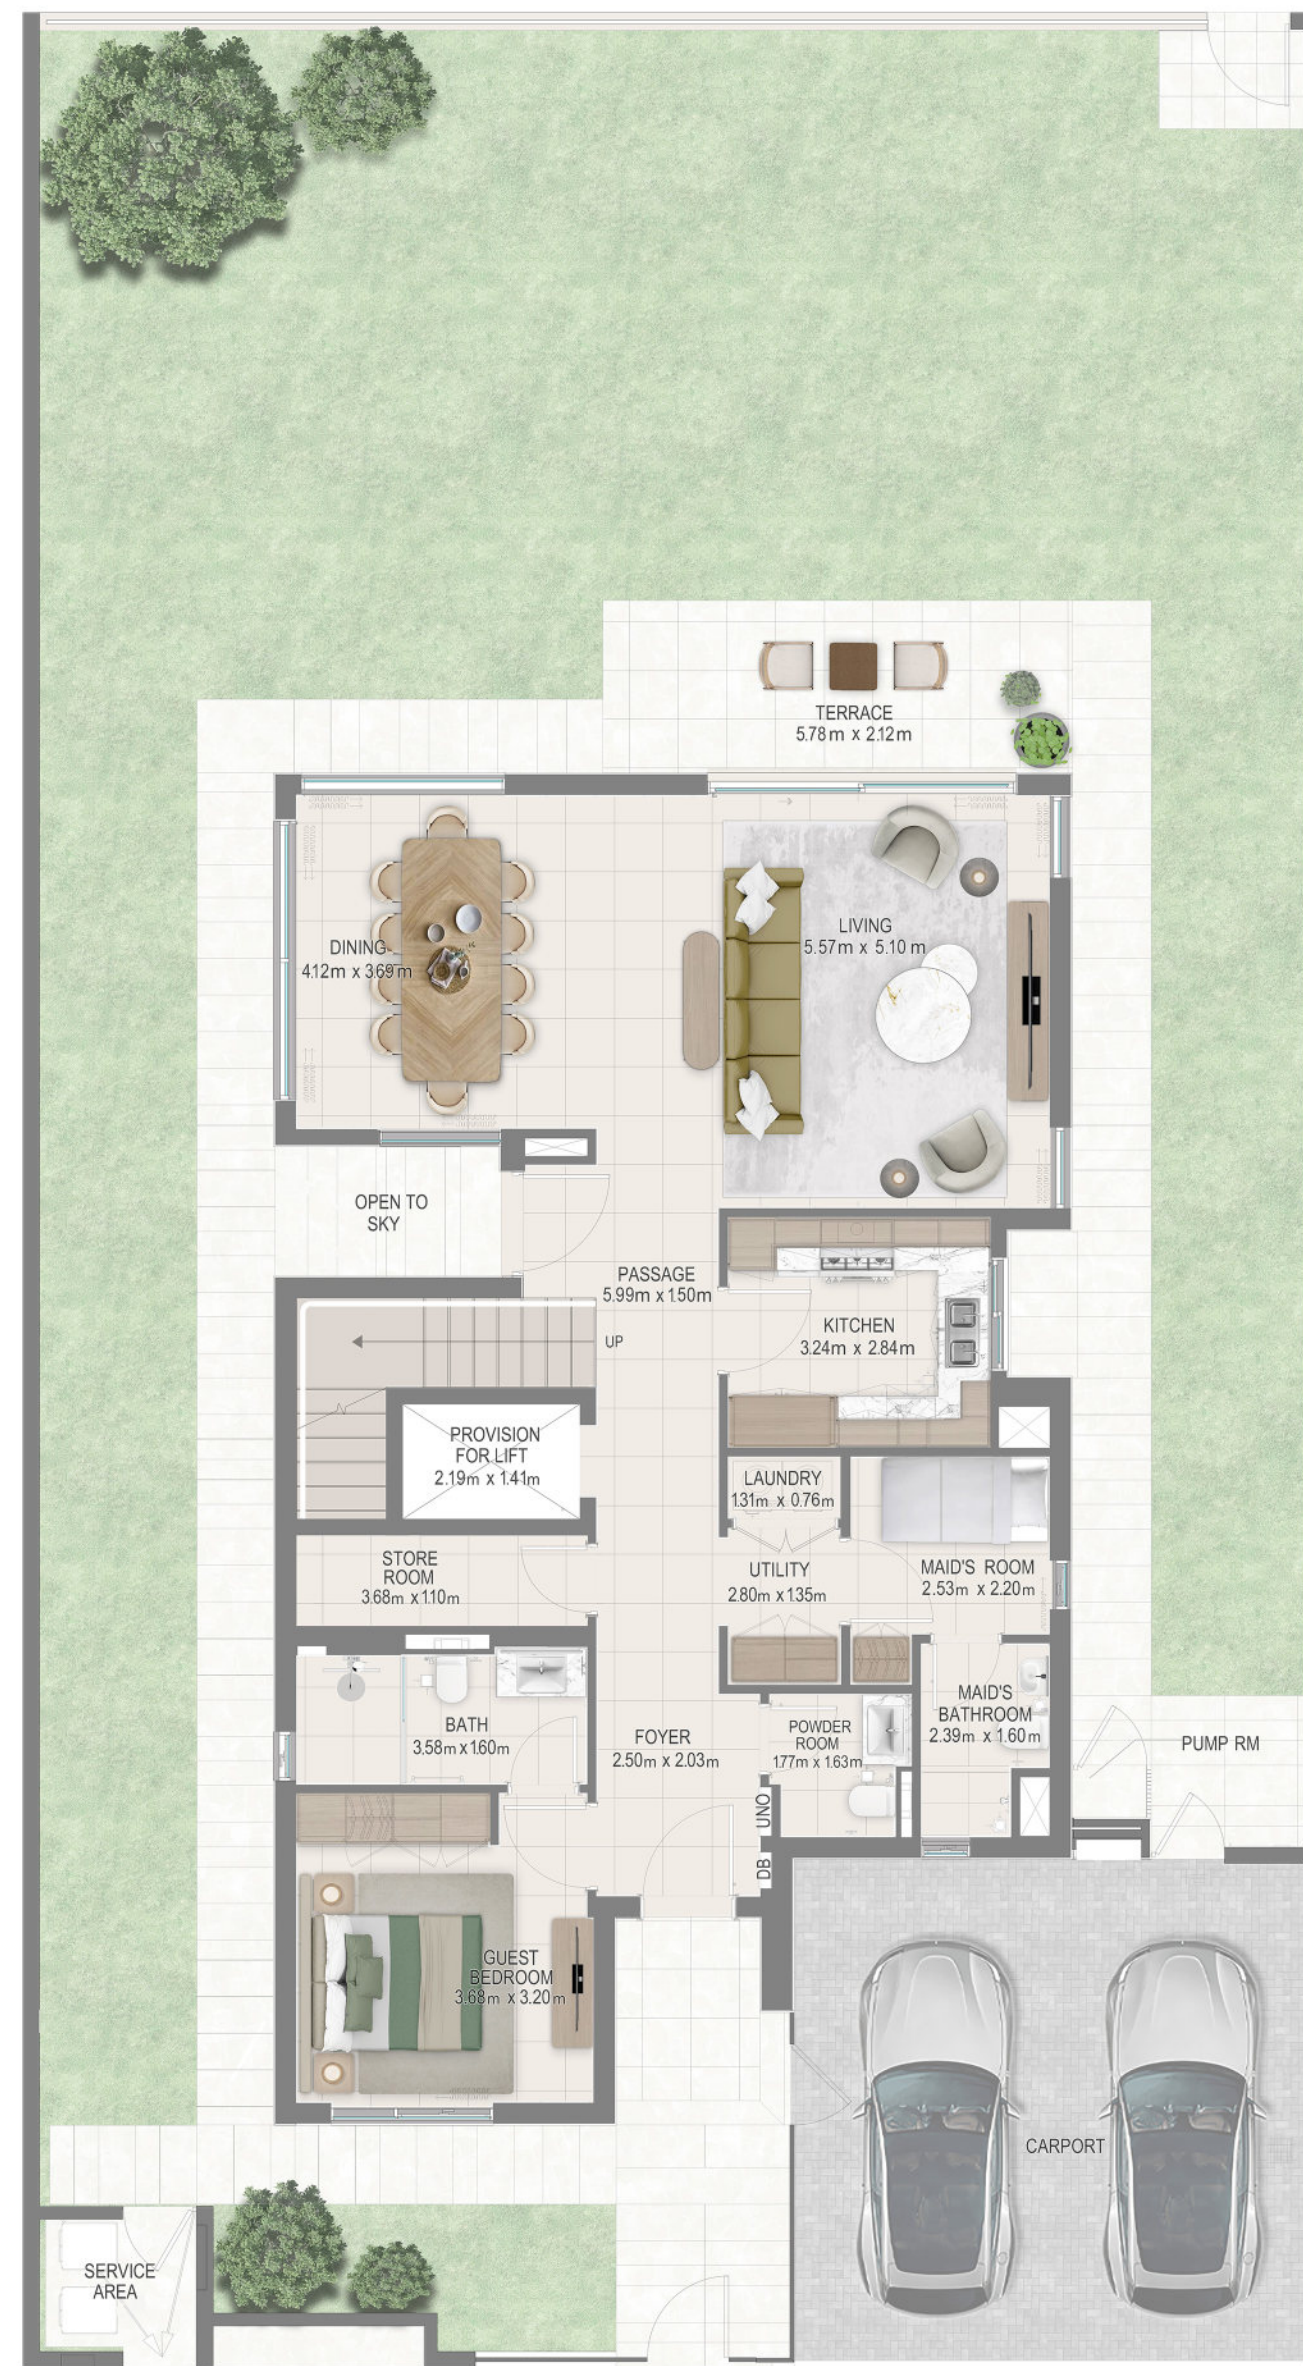 TERRACE
5.78m x 2.12m
LIVING
5.57m x 5.10 m
DINING
4.12m x 3.69m
OPEN TO
SKY
PASSAGE
5.99m x 1.50m
KITCHEN
3.24m x 2.84m
UP
PROVISION
FOR LIFT
2.19m x 1.41m
LAUNDRY
1.31m x 0.76m
STORE
ROOM
3.68m x 1.10m
UTILITY
2.80m x 1.35m
MAID'S ROOM
2.53m x 2.20m
MAID'S
BATHROOM
2.39m x 1.60m
BATH
3.58m x 1.60m
FOYER
2.50m x 2.03m
POWDER
ROOM
1.77m x 1.63m
PUMP RM
UNO
DB
GUEST
BEDROOM
3.68m x 3.20m
CARPORT
SERVICE
AREA